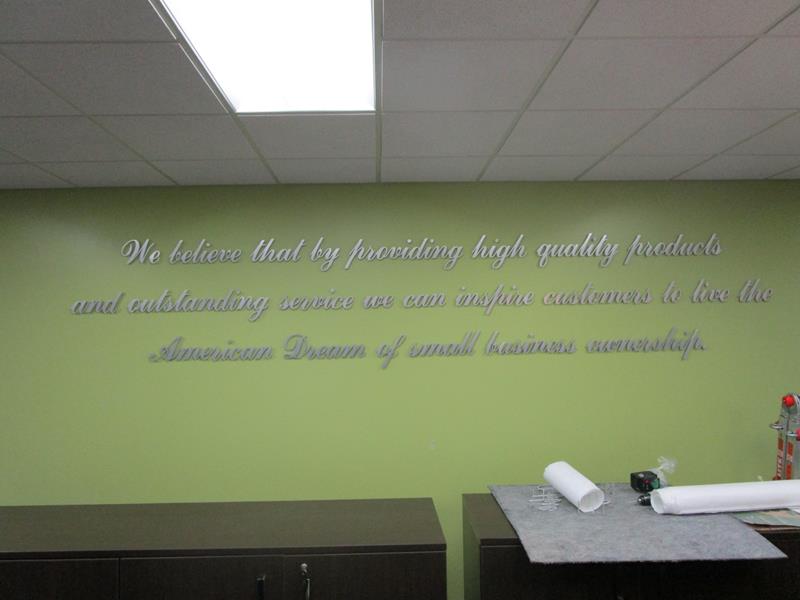 We believe that by providing high quality products
and outstanding service we can inspire customers to live the
American Dream of small business ownership.